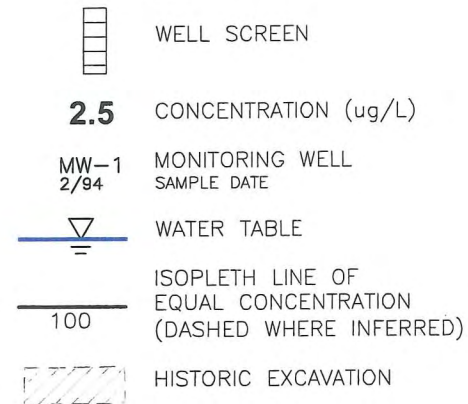 WELL SCREEN
2.5 CONCENTRATION (ug/L)
MW-1 MONITORING WELL
2/94 SAMPLE DATE
WATER TABLE
ISOPLETH LINE OF
EQUAL CONCENTRATION
100 (DASHED WHERE INFERRED)
HISTORIC EXCAVATION